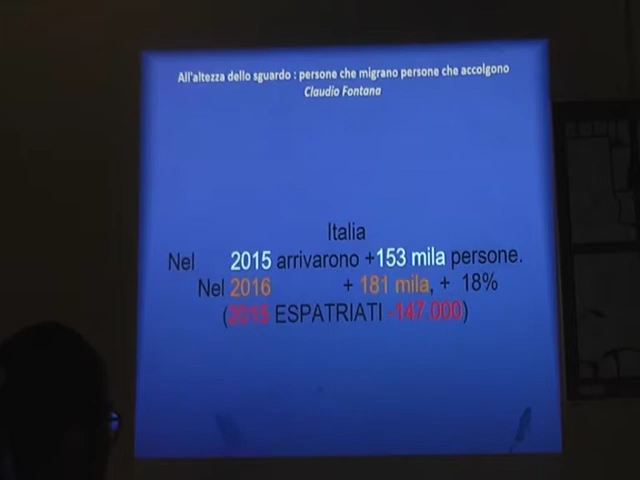 All'altezza dello sguardo : persone che migrano persone che accolgono
Claudio Fontana
Italia
Nel 2015 arrivarono +153 mila persone.
Nel 2016 + 181 mila, + 18%
(2015 ESPATRIATI -147.000)